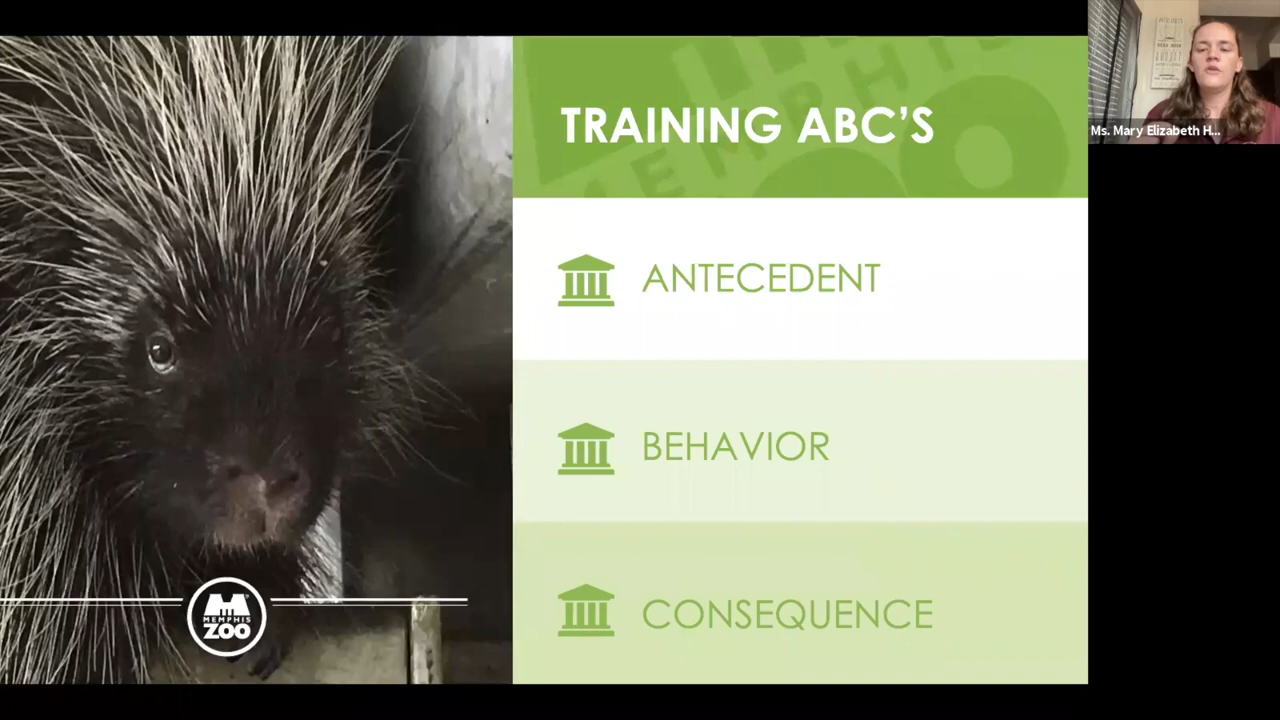 TRAINING ABC'S
Ms. Mary Elizabeth H...
ANTECEDENT
BEHAVIOR
CONSEQUENCE
MEMPHIS
ZOO